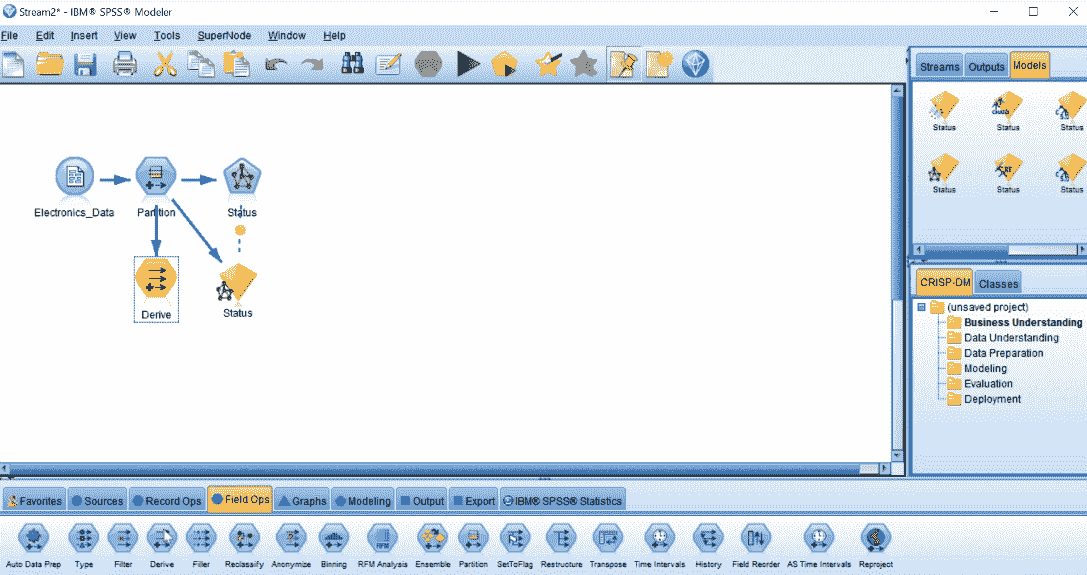 Stream2* - IBM® SPSS® Modeler
File Edit Insert View Tools SuperNode Window Help
Streams Outputs Models
Status Status Status
Status Status Status
Electronics_Data Partition Status
Derive Status
CRISP-DM Classes
(unsaved project)
Business Understanding
Data Understanding
Data Preparation
Modeling
Evaluation
Deployment
Favorites Sources Record Ops Field Ops Graphs Modeling Output Export IBM® SPSS® Statistics
Auto Data Prep Type Filter Derive Filler Reclassify Anonymize Binning RFM Analysis Ensemble Partition SetToFlag Restructure Transpose Time Intervals History Field Reorder AS Time Intervals Reproject